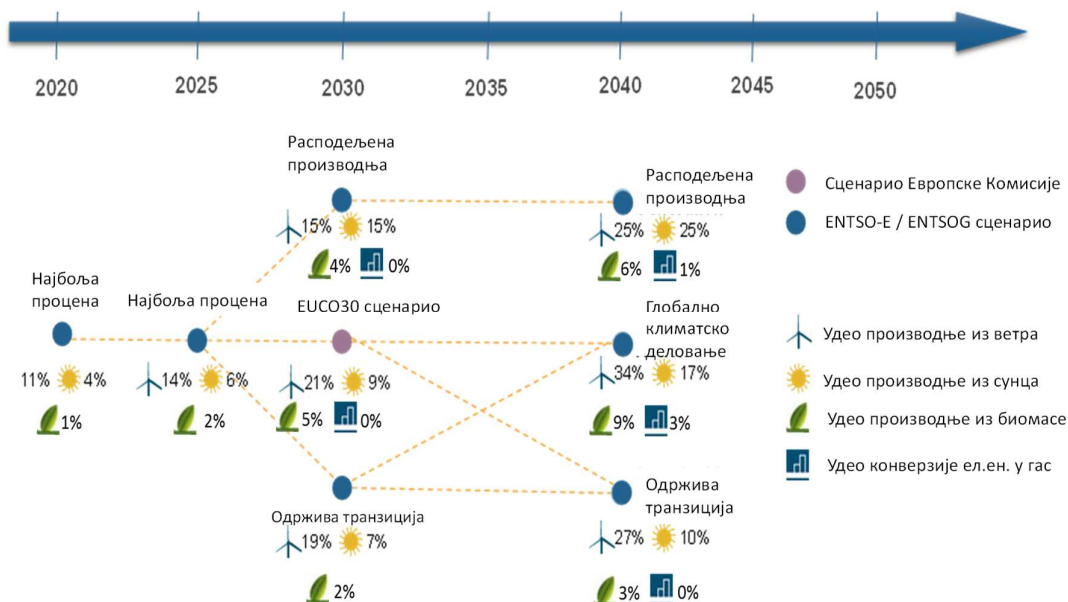 2020 2025 2030 2035 2040 2045 2050
Расподељена
производња
15% 15%
4% 0%
Расподељена
производња
25% 25%
6% 1%
Сценарио Европске Комисије
ENTSO-E / ENTSOG сценарио
Најбоља
процена
11% 4%
1%
Најбоља процена
14% 6%
2%
EUCO30 сценарио
21% 9%
5% 0%
Глобално
климатско
деловање
34% 17%
9% 3%
Удео производње из ветра
Удео производње из сунца
Удео производње из биомасе
Удео конверзије ел.ен. у гас
Одржива транзиција
19% 7%
2%
Одржива
транзиција
27% 10%
3% 0%